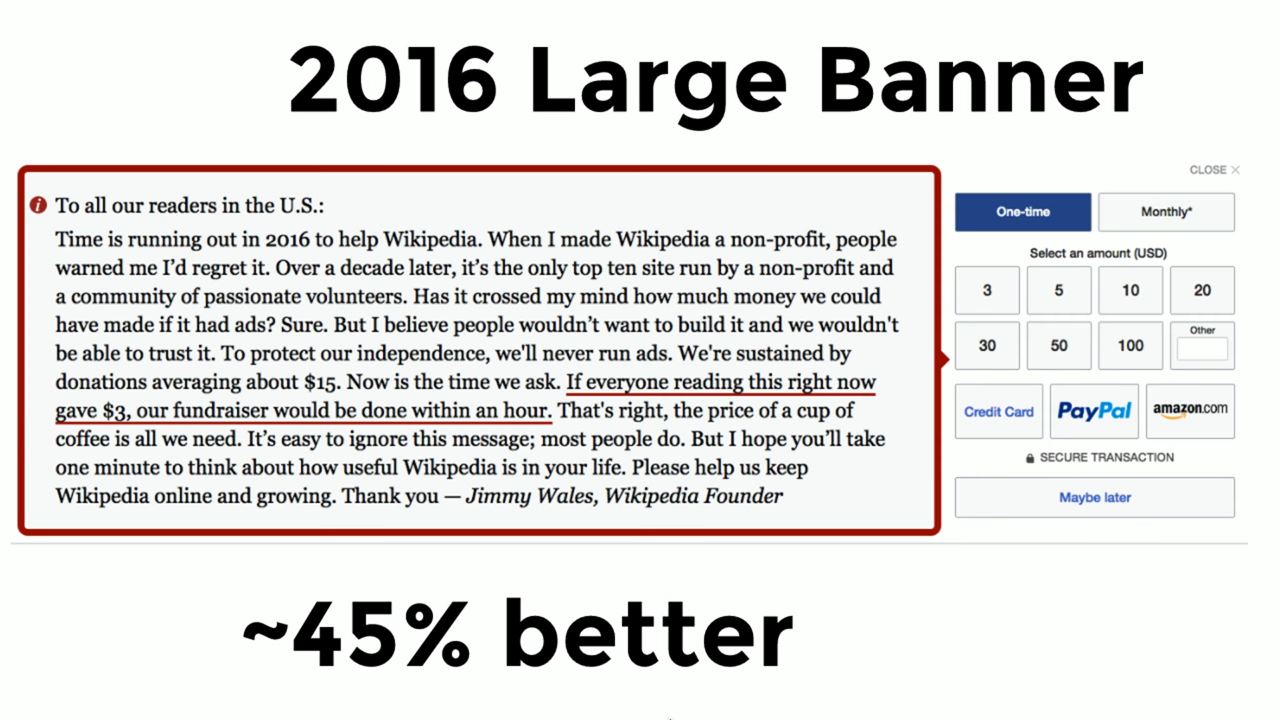 2016 Large Banner
To all our readers in the U.S.:
Time is running out in 2016 to help Wikipedia. When I made Wikipedia a non-profit, people
warned me I’d regret it. Over a decade later, it’s the only top ten site run by a non-profit and
a community of passionate volunteers. Has it crossed my mind how much money we could
have made if it had ads? Sure. But I believe people wouldn’t want to build it and we wouldn't
be able to trust it. To protect our independence, we'll never run ads. We're sustained by
donations averaging about $15. Now is the time we ask. If everyone reading this right now
gave $3, our fundraiser would be done within an hour. That's right, the price of a cup of
coffee is all we need. It’s easy to ignore this message; most people do. But I hope you’ll take
one minute to think about how useful Wikipedia is in your life. Please help us keep
Wikipedia online and growing. Thank you — Jimmy Wales, Wikipedia Founder
CLOSE ×
One-time Monthly*
Select an amount (USD)
3 5 10 20
Other
30 50 100
Credit Card PayPal amazon.com
SECURE TRANSACTION
Maybe later
~45% better